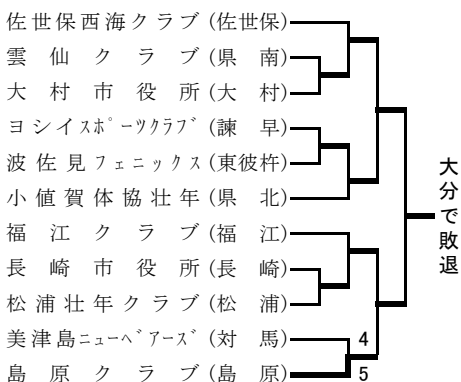 佐世保西海クラブ(佐世保)
雲仙クラブ(県南)
大村市役所(大村)
ヨシイスポーツクラブ(諫早)
波佐見フェニックス(東彼杵)
小値賀体協壮年(県北)
福江クラブ(福江)
長崎市役所(長崎)
松浦壮年クラブ(松浦)
美津島ニューベアーズ(対馬) 4
島原クラブ(島原) 5
大分で敗退